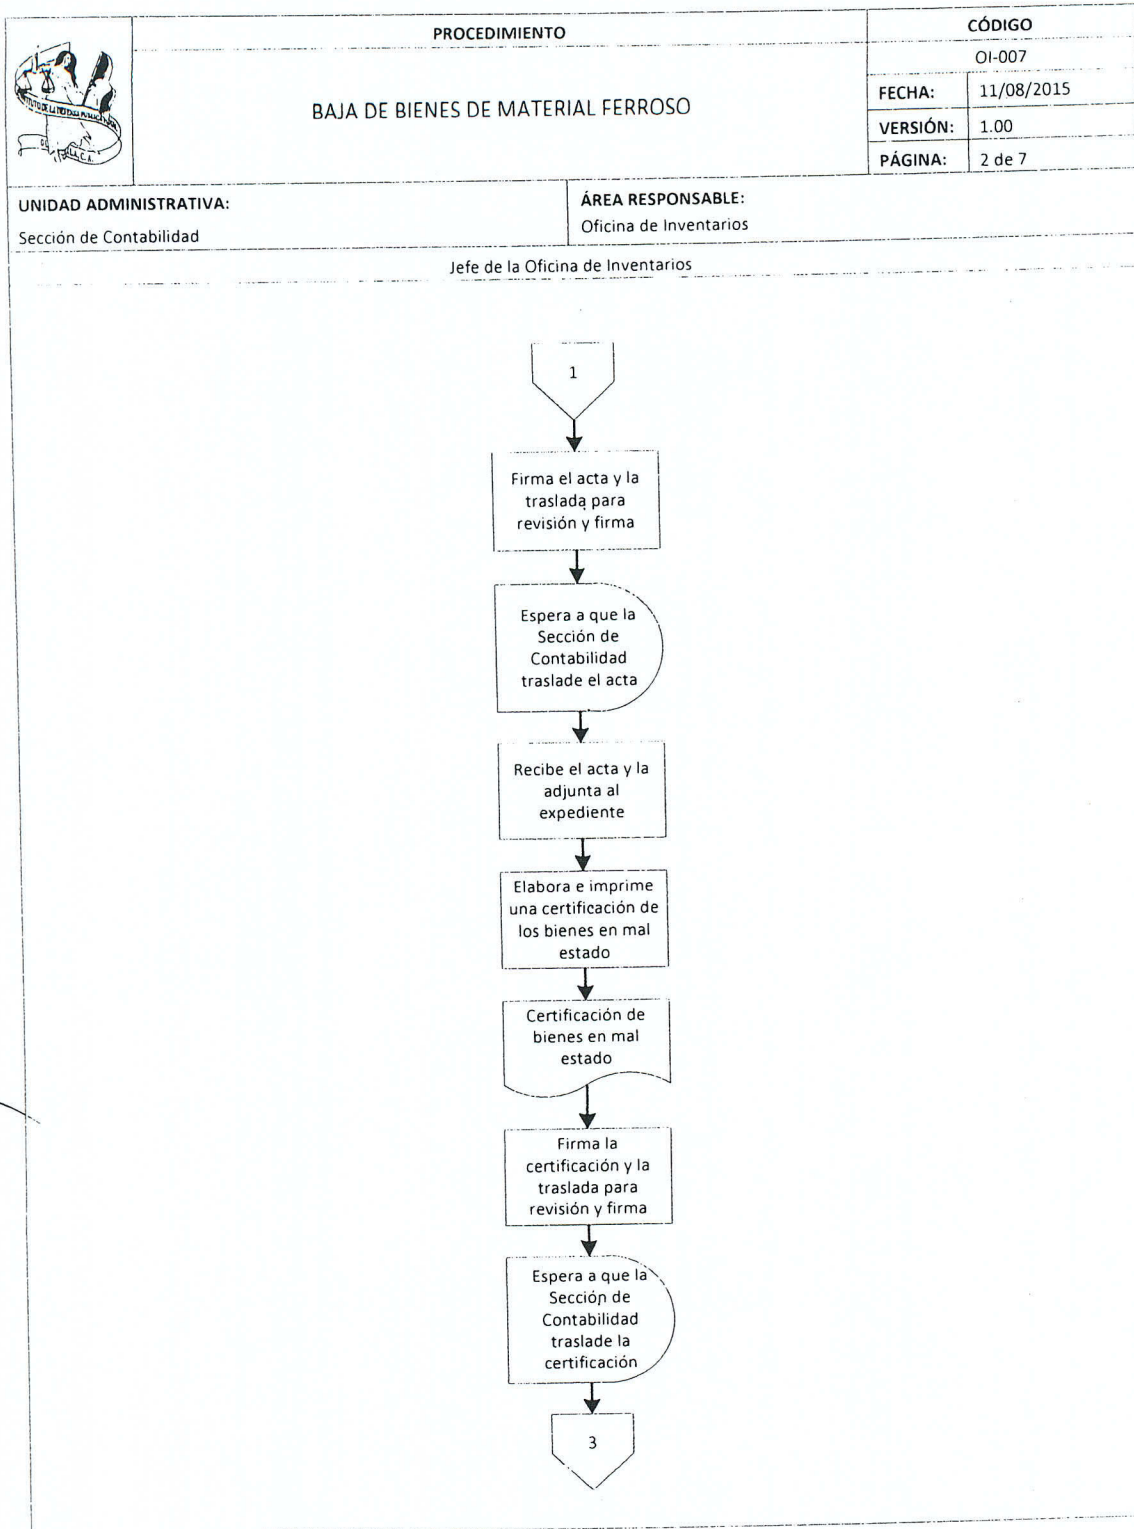 PROCEDIMIENTO
BAJA DE BIENES DE MATERIAL FERROSO
CÓDIGO
OI-007
FECHA: 11/08/2015
VERSIÓN: 1.00
PÁGINA: 2 de 7
UNIDAD ADMINISTRATIVA:
Sección de Contabilidad
ÁREA RESPONSABLE:
Oficina de Inventarios
Jefe de la Oficina de Inventarios
1
Firma el acta y la
traslada para
revisión y firma
Espera a que la
Sección de
Contabilidad
traslade el acta
Recibe el acta y la
adjunta al
expediente
Elabora e imprime
una certificación de
los bienes en mal
estado
Certificación de
bienes en mal
estado
Firma la
certificación y la
traslada para
revisión y firma
Espera a que la
Sección de
Contabilidad
traslade la
certificación
3